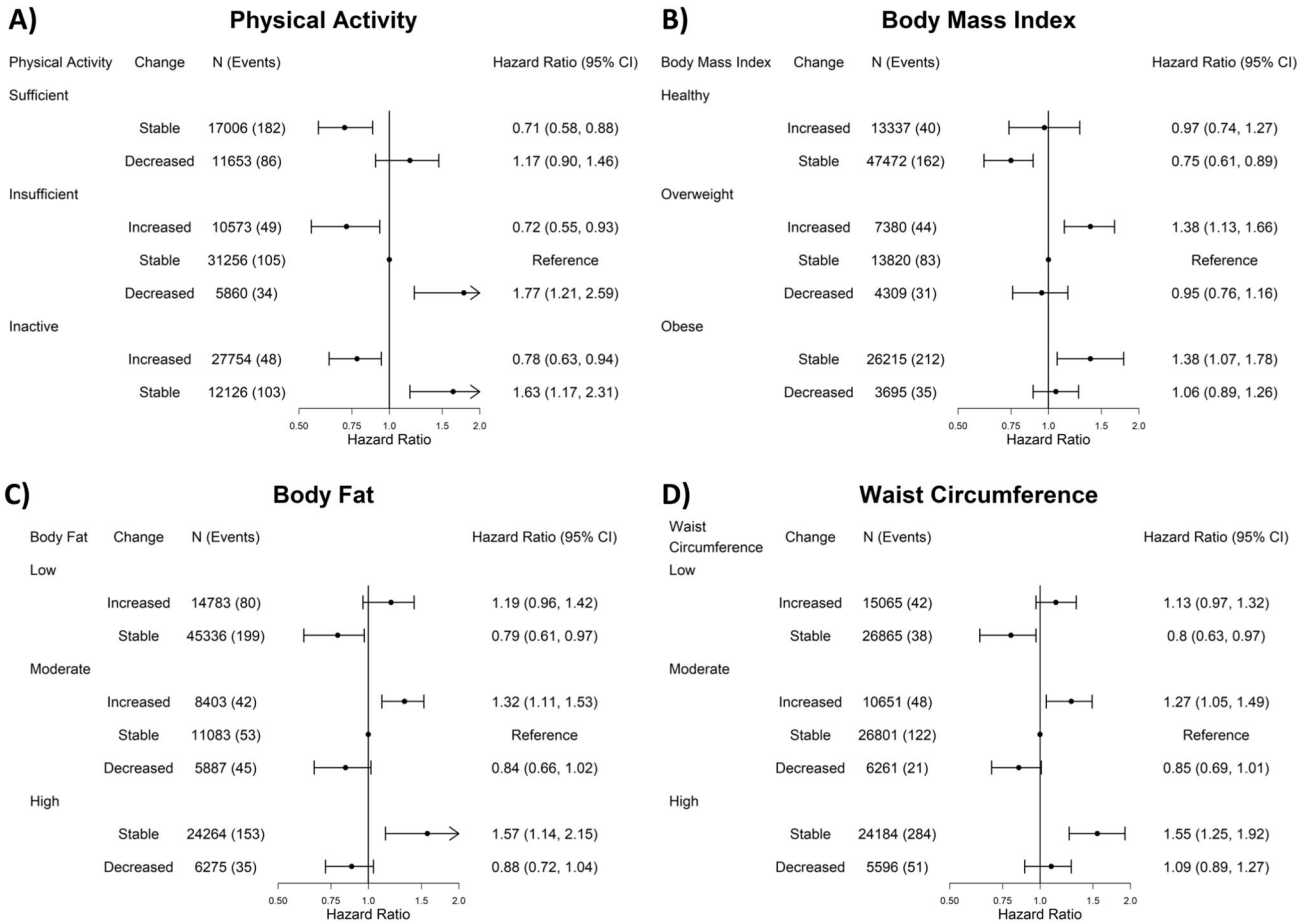 A) Physical Activity
Physical Activity Change N (Events) Hazard Ratio (95% CI)
Sufficient
Stable 17006 (182) 0.71 (0.58, 0.88)
Decreased 11653 (86) 1.17 (0.90, 1.46)
Insufficient
Increased 10573 (49) 0.72 (0.55, 0.93)
Stable 31256 (105) Reference
Decreased 5860 (34) 1.77 (1.21, 2.59)
Inactive
Increased 27754 (48) 0.78 (0.63, 0.94)
Stable 12126 (103) 1.63 (1.17, 2.31)
0.50 0.75 1.0 1.5 2.0
Hazard Ratio
B) Body Mass Index
Body Mass Index Change N (Events) Hazard Ratio (95% CI)
Healthy
Increased 13337 (40) 0.97 (0.74, 1.27)
Stable 47472 (162) 0.75 (0.61, 0.89)
Overweight
Increased 7380 (44) 1.38 (1.13, 1.66)
Stable 13820 (83) Reference
Decreased 4309 (31) 0.95 (0.76, 1.16)
Obese
Stable 26215 (212) 1.38 (1.07, 1.78)
Decreased 3695 (35) 1.06 (0.89, 1.26)
0.50 0.75 1.0 1.5 2.0
Hazard Ratio
C) Body Fat
Body Fat Change N (Events) Hazard Ratio (95% CI)
Low
Increased 14783 (80) 1.19 (0.96, 1.42)
Stable 45336 (199) 0.79 (0.61, 0.97)
Moderate
Increased 8403 (42) 1.32 (1.11, 1.53)
Stable 11083 (53) Reference
Decreased 5887 (45) 0.84 (0.66, 1.02)
High
Stable 24264 (153) 1.57 (1.14, 2.15)
Decreased 6275 (35) 0.88 (0.72, 1.04)
0.50 0.75 1.0 1.5 2.0
Hazard Ratio
D) Waist Circumference
Waist
Circumference Change N (Events) Hazard Ratio (95% CI)
Low
Increased 15065 (42) 1.13 (0.97, 1.32)
Stable 26865 (38) 0.8 (0.63, 0.97)
Moderate
Increased 10651 (48) 1.27 (1.05, 1.49)
Stable 26801 (122) Reference
Decreased 6261 (21) 0.85 (0.69, 1.01)
High
Stable 24184 (284) 1.55 (1.25, 1.92)
Decreased 5596 (51) 1.09 (0.89, 1.27)
0.50 0.75 1.0 1.5 2.0
Hazard Ratio